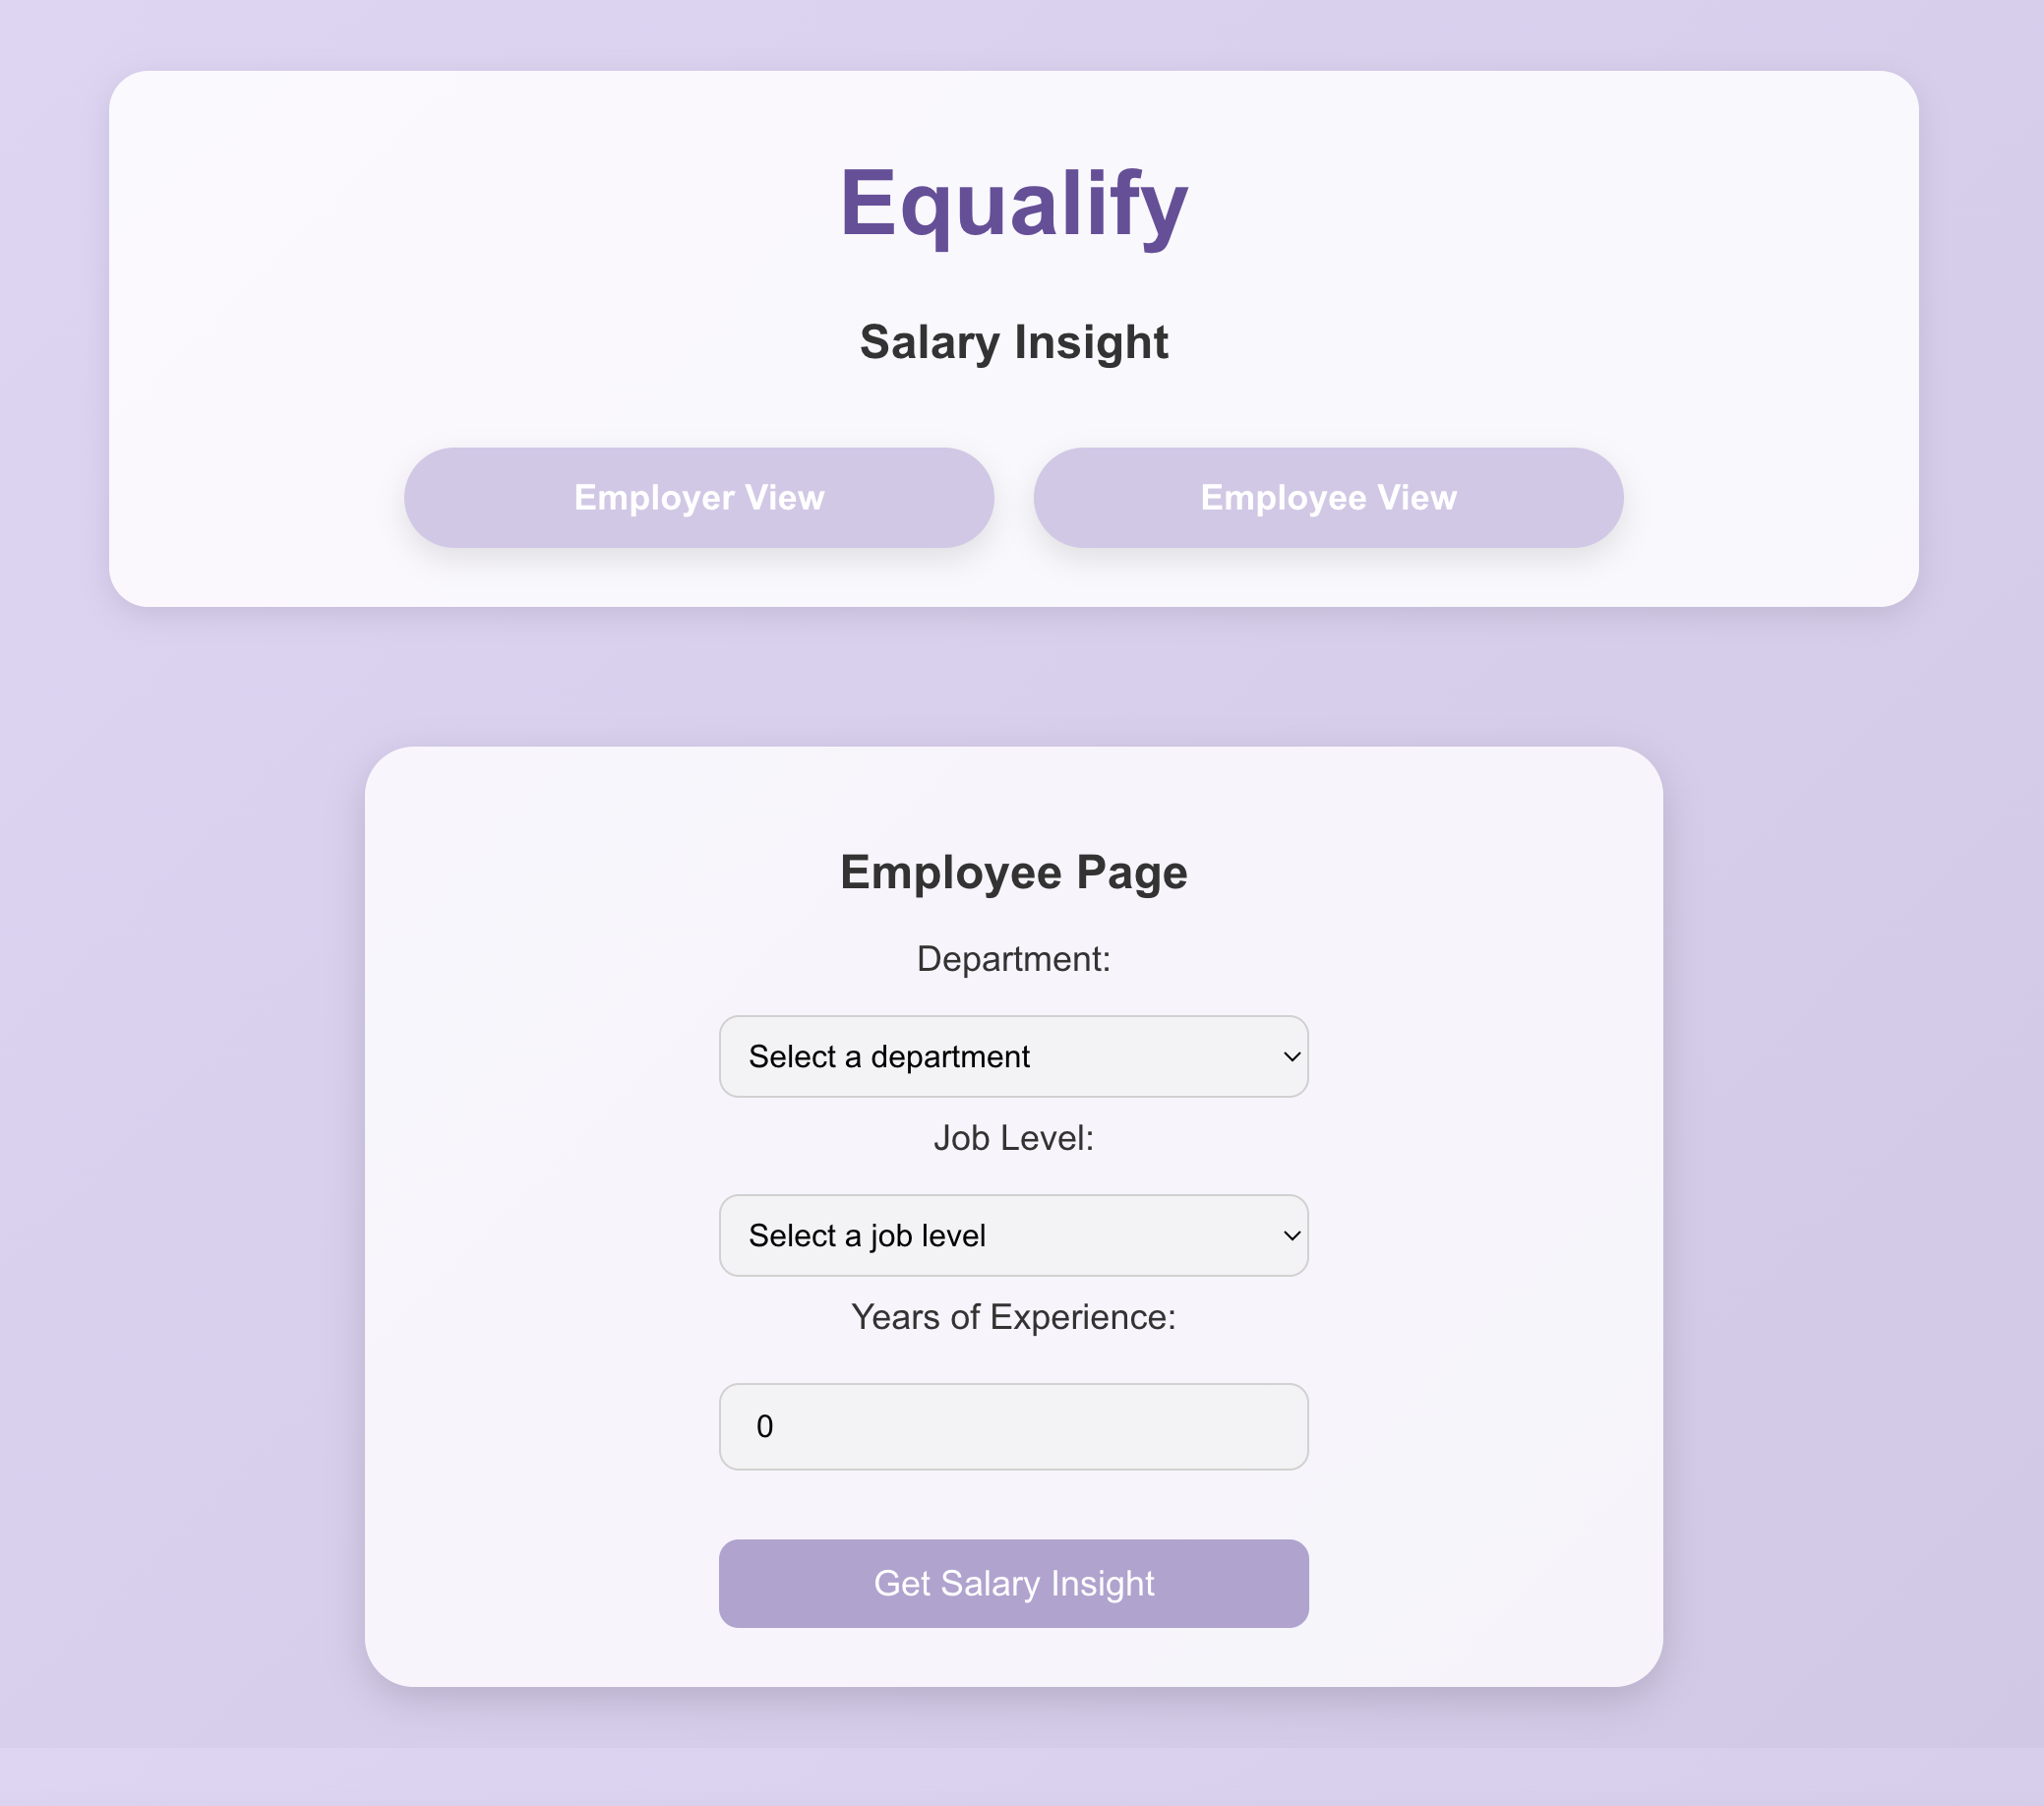 Equalify
Salary Insight
Employer View
Employee View
Employee Page
Department:
Select a department
Job Level:
Select a job level
Years of Experience:
0
Get Salary Insight